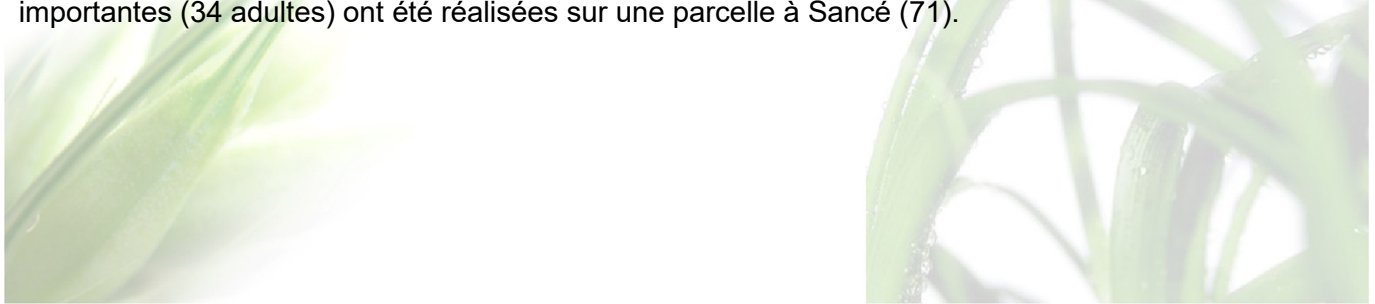 importantes (34 adultes) ont été réalisées sur une parcelle à Sancé (71).